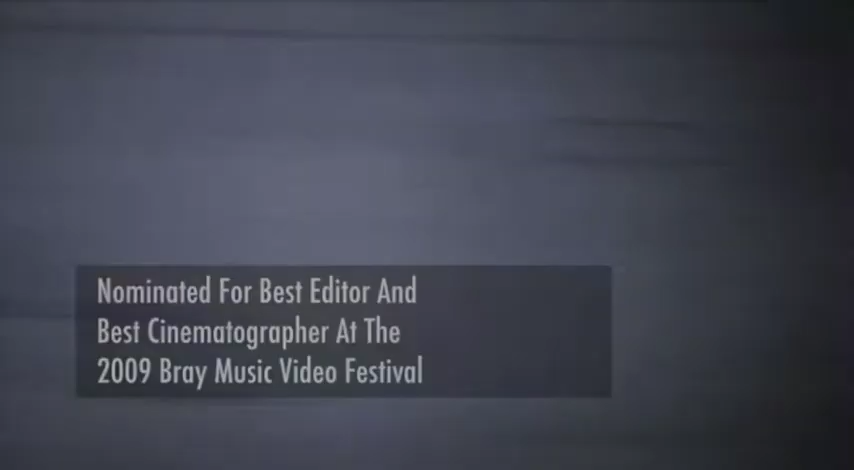 Nominated For Best Editor And
Best Cinematographer At The
2009 Bray Music Video Festival